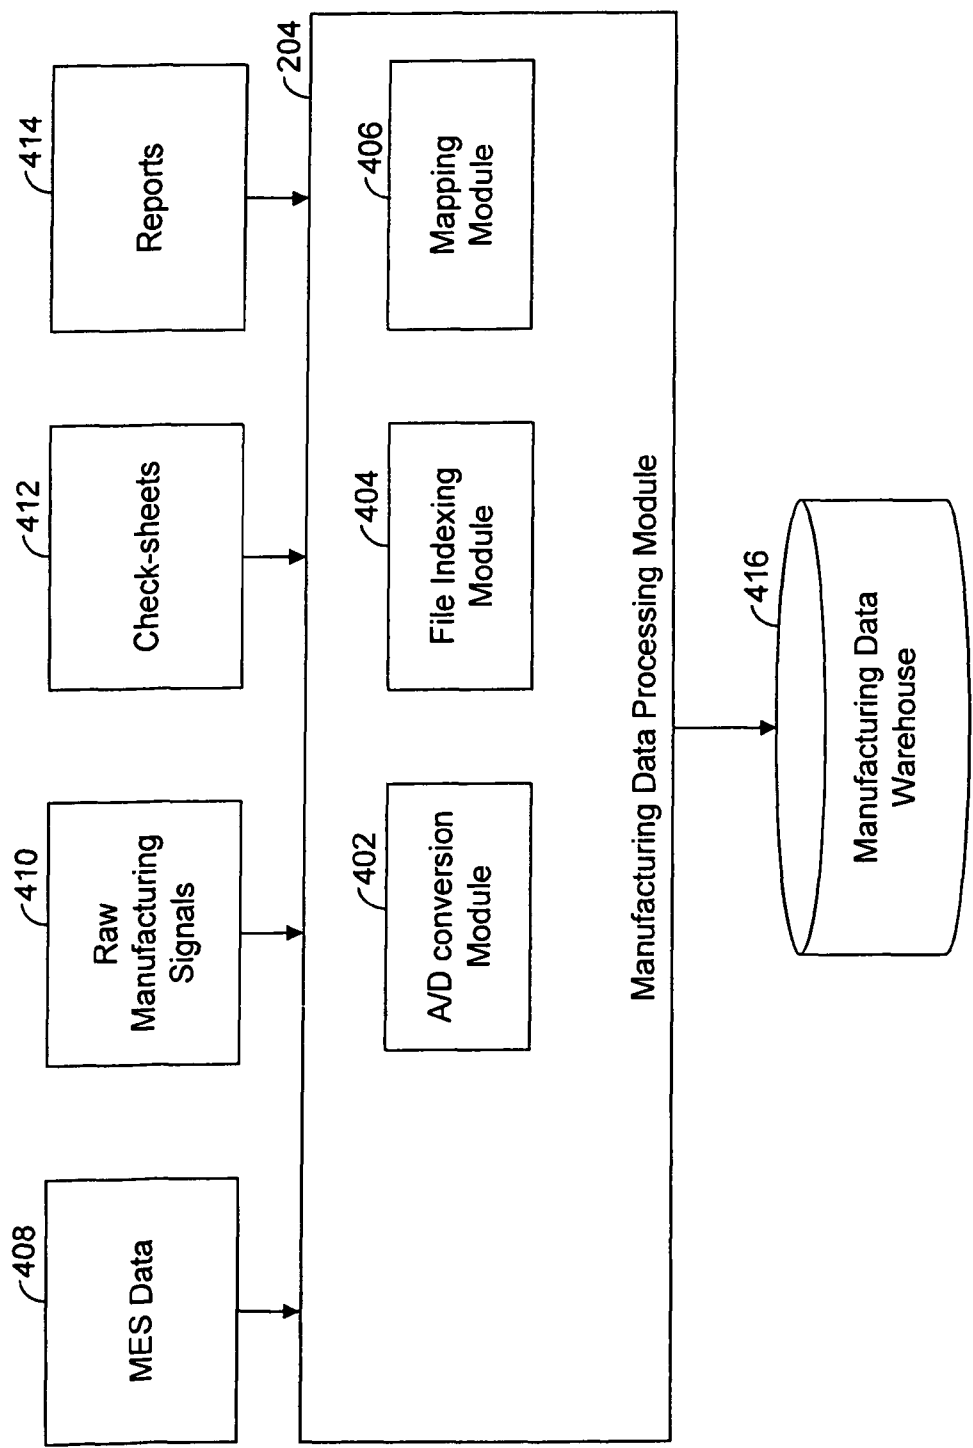 408
MES Data
410
Raw
Manufacturing
Signals
412
Check-sheets
414
Reports
204
402
A/D conversion
Module
404
File Indexing
Module
406
Mapping
Module
Manufacturing Data Processing Module
416
Manufacturing Data
Warehouse